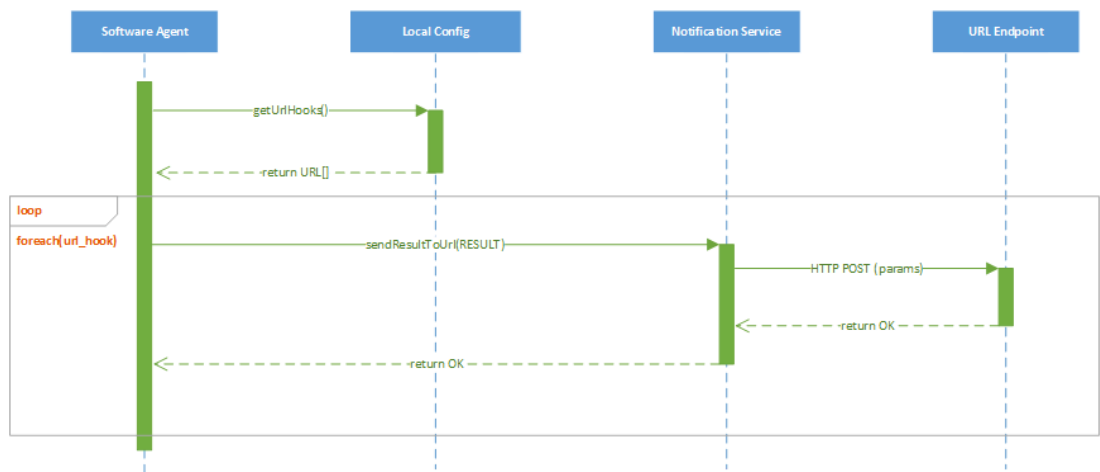 Software Agent
Local Config
Notification Service
URL Endpoint
getUrlHooks()
return URL[]
loop
foreach(url_hook)
sendResultToUrl(RESULT)
HTTP POST (params)
return OK
return OK